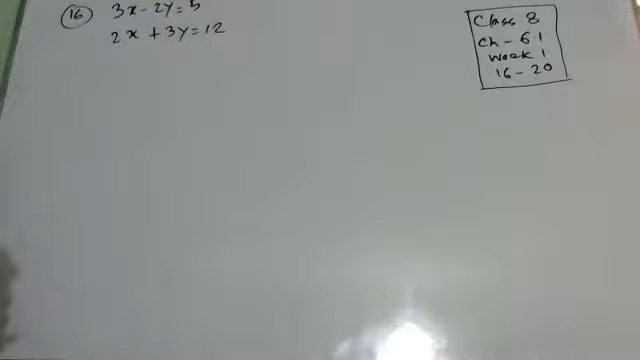 16 3x - 2y = 5
2x + 3y = 12
Class 8
Ch - 6.1
Week 1
16 - 20